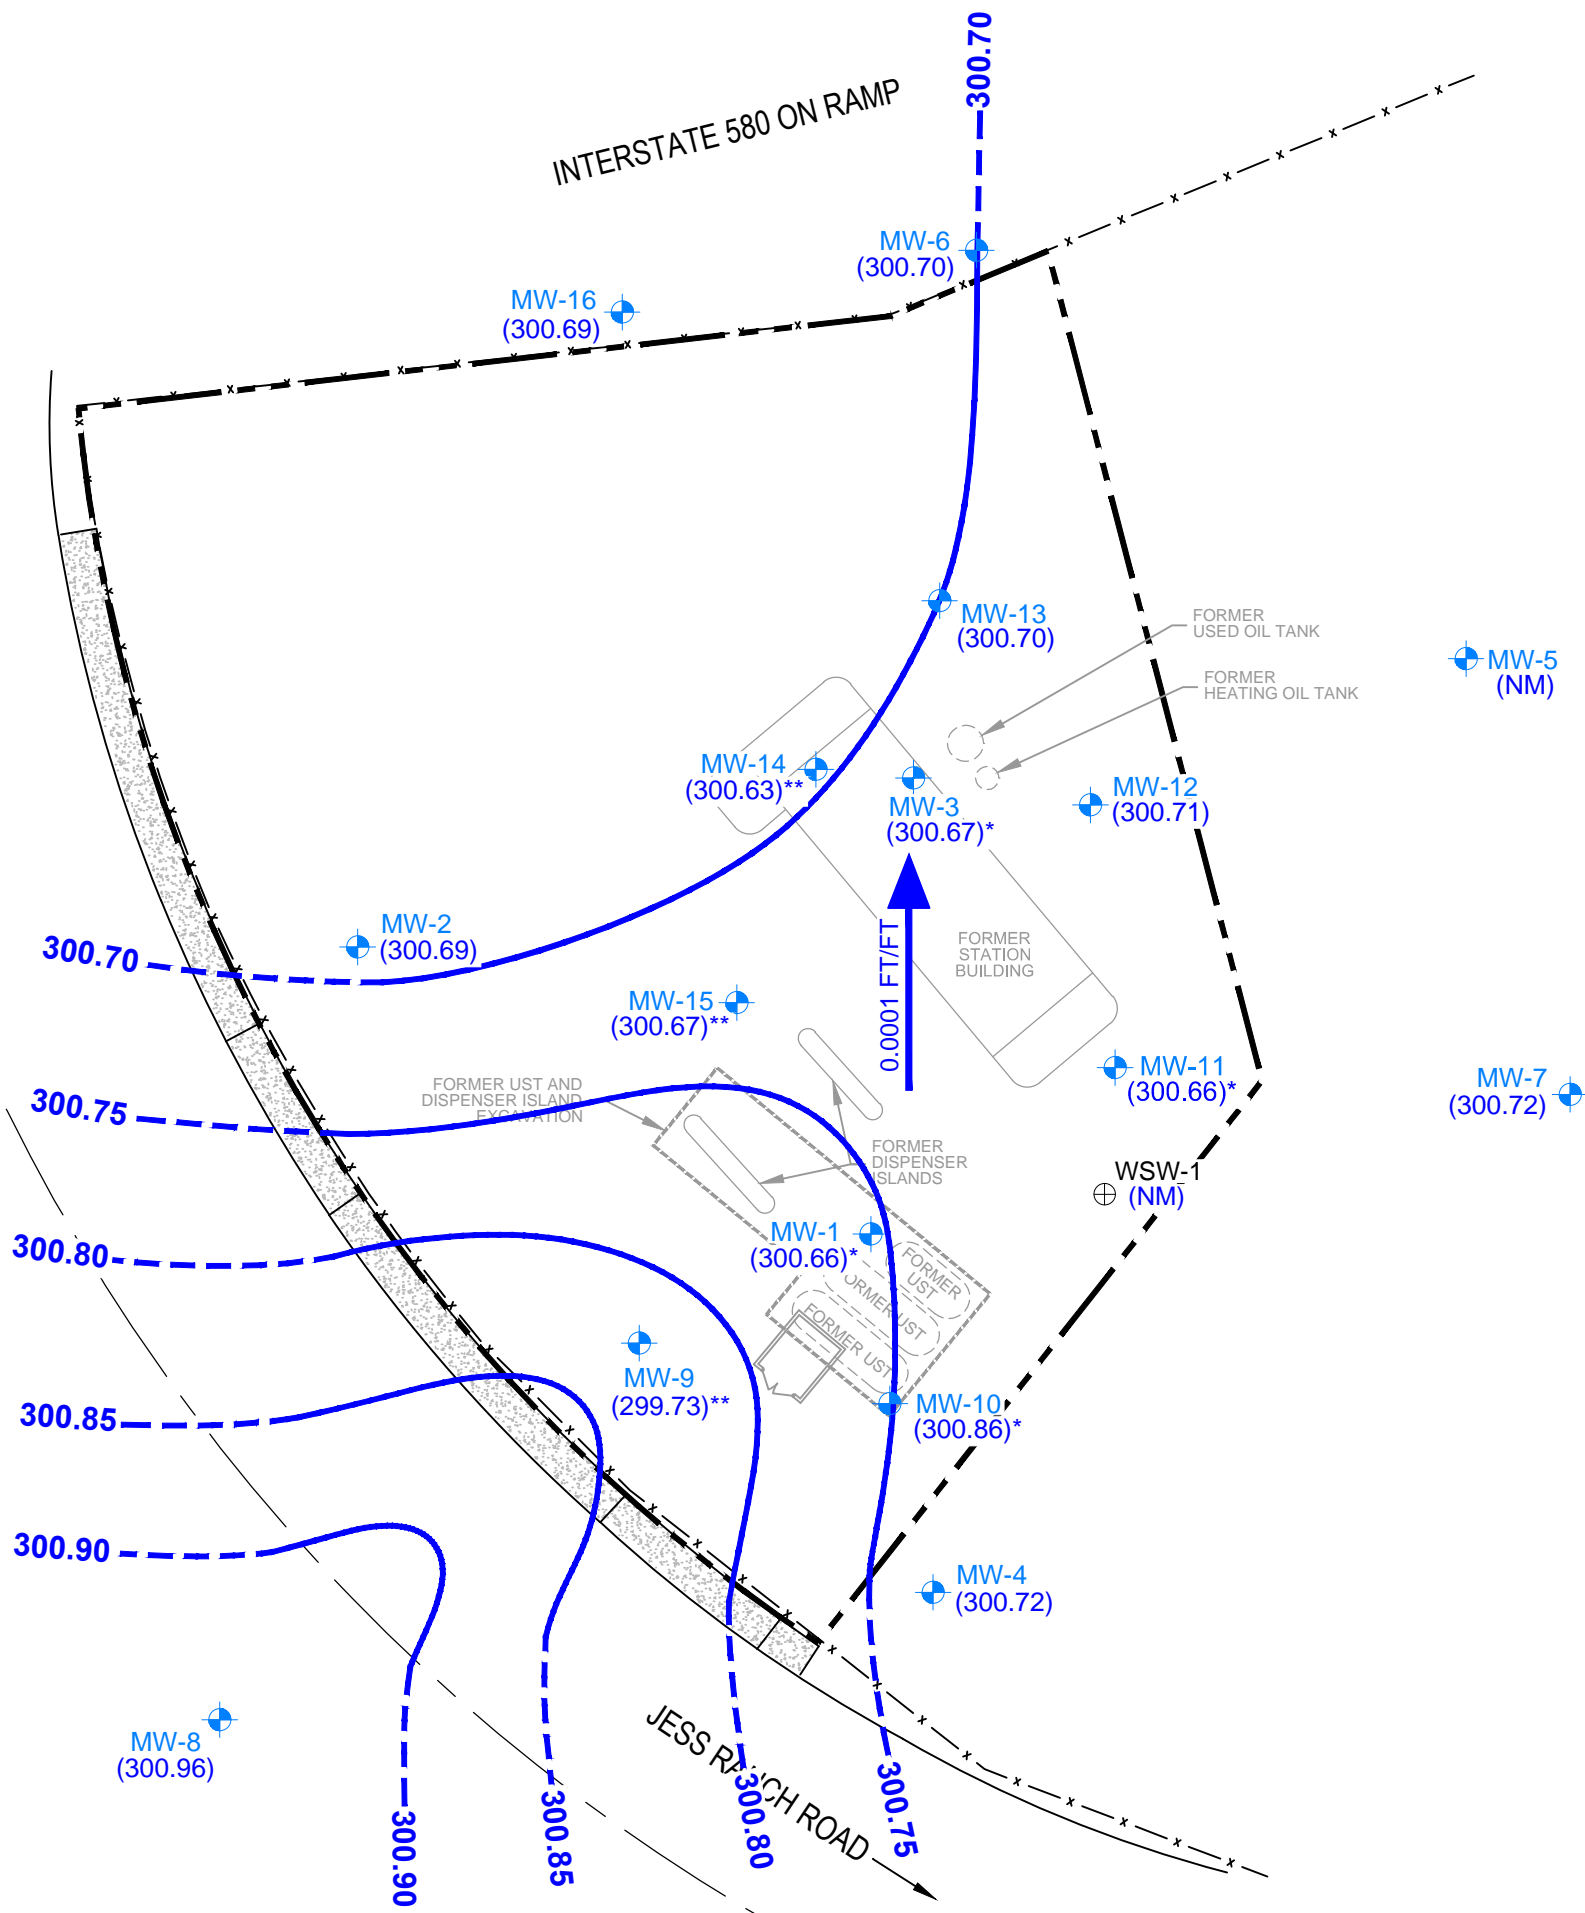 300.70
INTERSTATE 580 ON RAMP
MW-6
(300.70)
MW-16
(300.69)
MW-13
(300.70)
FORMER
USED OIL TANK
MW-5
(NM)
FORMER
HEATING OIL TANK
MW-14
(300.63)**
MW-3
(300.67)*
MW-12
(300.71)
MW-2
(300.69)
300.70
FORMER
STATION
BUILDING
0.0001 FT/FT
MW-15
(300.67)**
MW-11
(300.66)*
MW-7
(300.72)
FORMER UST AND
DISPENSER ISLAND
EXCAVATION
300.75
FORMER
DISPENSER
ISLANDS
WSW-1
(NM)
MW-1
(300.66)*
300.80
FORMER
UST
FORMER UST
FORMER UST
MW-9
(299.73)**
MW-10
(300.86)*
300.85
300.90
MW-4
(300.72)
MW-8
(300.96)
JESS RANCH ROAD
300.90
300.85
300.80
300.75